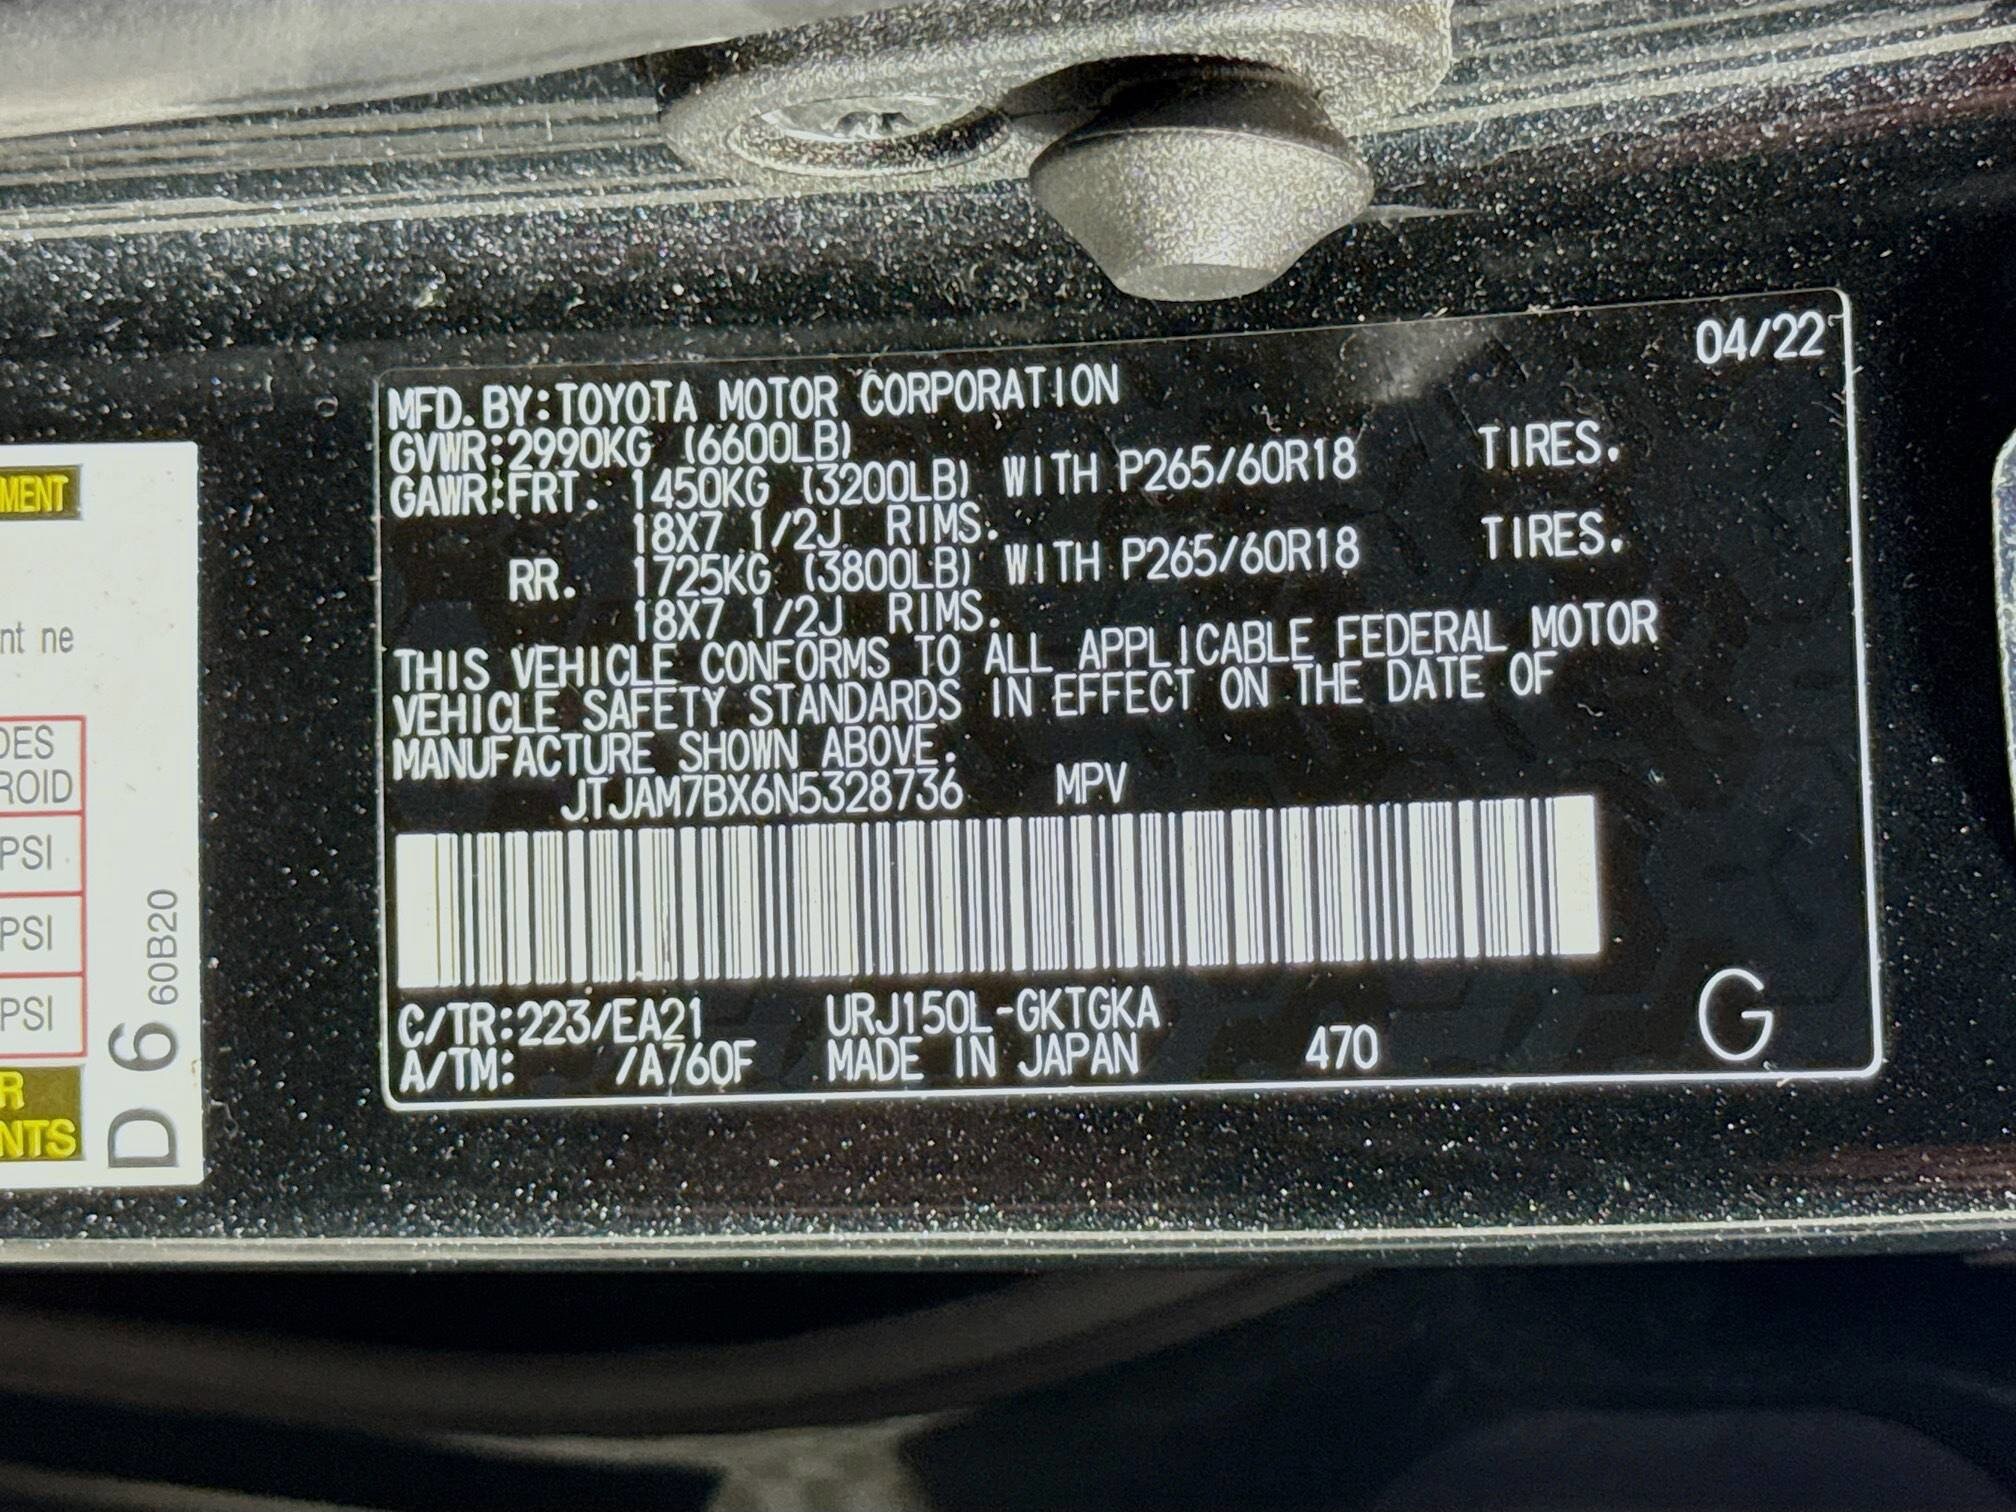 04/22
MFD.BY:TOYOTA MOTOR CORPORATION
GVWR:2990KG (6600LB)
GAWR:FRT. 1450KG (3200LB) WITH P265/60R18 TIRES.
18X7 1/2J RIMS.
RR. 1725KG (3800LB) WITH P265/60R18 TIRES.
18X7 1/2J RIMS.
THIS VEHICLE CONFORMS TO ALL APPLICABLE FEDERAL MOTOR
VEHICLE SAFETY STANDARDS IN EFFECT ON THE DATE OF
MANUFACTURE SHOWN ABOVE.
JTJAM7BX6N5328736 MPV
C/TR:223/EA21 URJ150L-GKTGKA
A/TM: /A760F MADE IN JAPAN 470 G
MENT
nt ne
DES
ROID
PSI
PSI
PSI
R
NTS
D 6 60B20